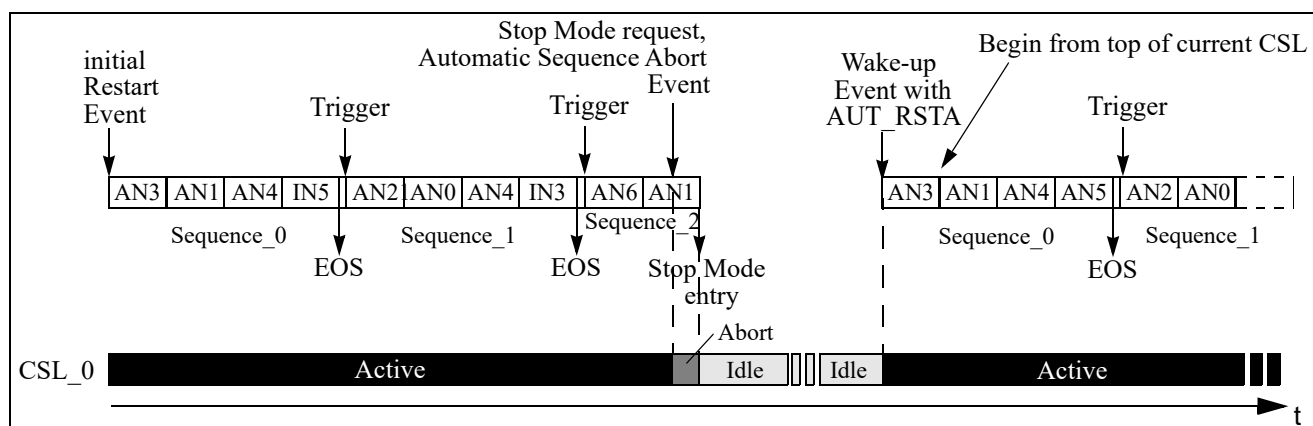 initial
Restart
Event
Trigger
Stop Mode request,
Automatic Sequence Abort
Event
Trigger
Wake-up
Event with
AUT_RSTA
Begin from top of current CSL
Trigger
AN3 AN1 AN4 IN5 AN21 AN0 AN4 IN3 AN6 AN1
AN3 AN1 AN4 AN5 AN2 AN0
Sequence_0
Sequence_1
Sequence_2
Sequence_0
Sequence_1
EOS
EOS
Stop Mode
entry
EOS
Abort
CSL_0
Active
Idle
Idle
Active
t